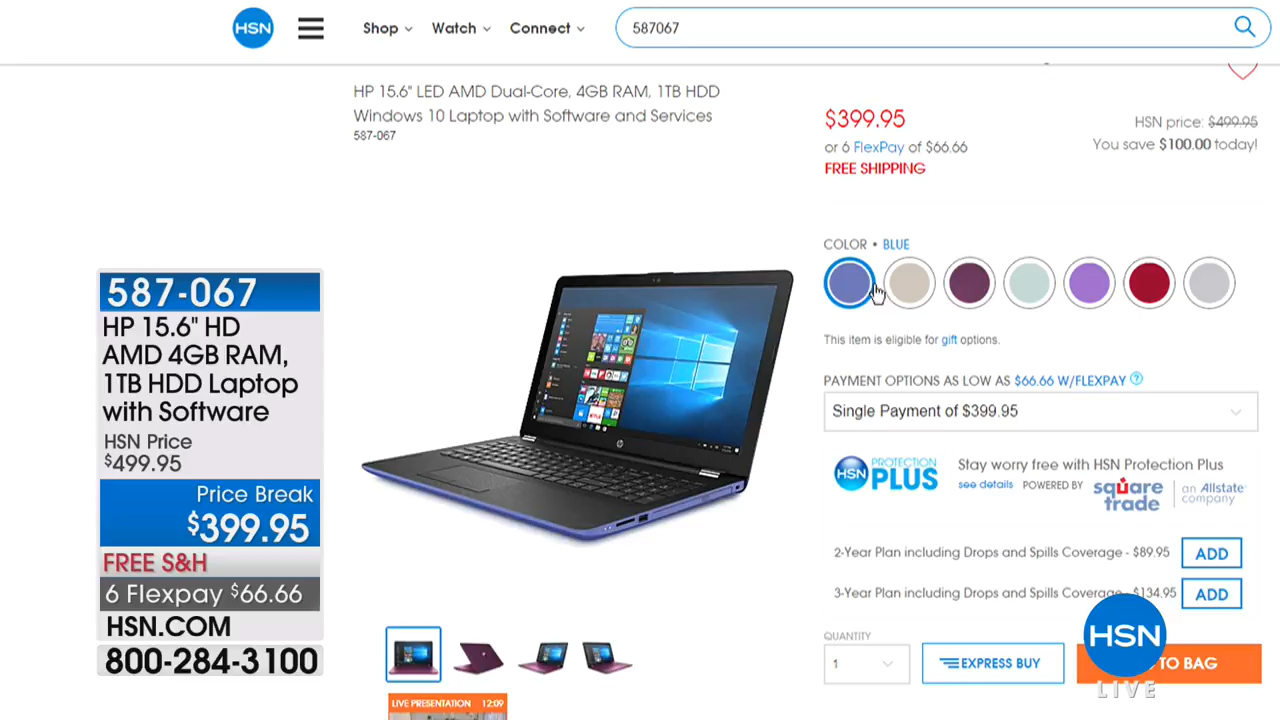 HSN
Shop
Watch
Connect
587067
HP 15.6" LED AMD Dual-Core, 4GB RAM, 1TB HDD
Windows 10 Laptop with Software and Services
587-067
$399.95
or 6 FlexPay of $66.66
FREE SHIPPING
HSN price: $499.95
You save $100.00 today!
COLOR • BLUE
This item is eligible for gift options.
PAYMENT OPTIONS AS LOW AS $66.66 W/FLEXPAY ?
Single Payment of $399.95
HSN PROTECTION PLUS
Stay worry free with HSN Protection Plus
see details POWERED BY
square trade
an Allstate company
2-Year Plan including Drops and Spills Coverage - $89.95
ADD
3-Year Plan including Drops and Spills Coverage - $134.95
ADD
QUANTITY
1
EXPRESS BUY
TO BAG
HSN
LIVE
587-067
HP 15.6" HD
AMD 4GB RAM,
1TB HDD Laptop
with Software
HSN Price
$499.95
Price Break
$399.95
FREE S&H
6 Flexpay $66.66
HSN.COM
800-284-3100
hp
LIVE PRESENTATION 12:09